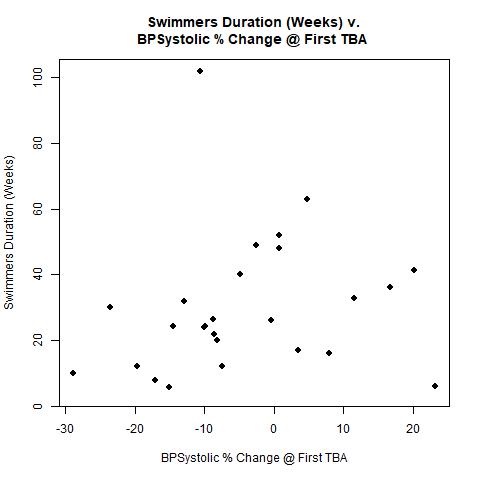 Swimmers Duration (Weeks) v.
BPSystolic % Change @ First TBA
Swimmers Duration (Weeks)
100
80
60
40
20
0
-30 -20 -10 0 10 20
BPSystolic % Change @ First TBA